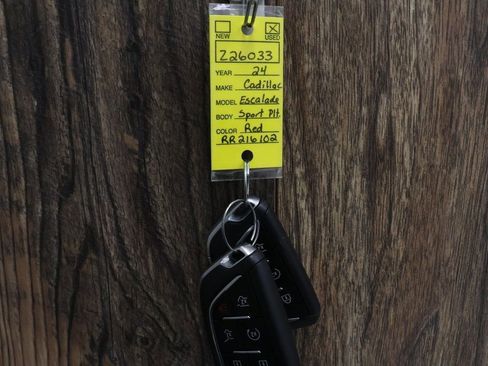 NEW USED
Z26033
YEAR 24
MAKE Cadillac
MODEL Escalade
BODY Sport Plt.
COLOR Red
RR216102